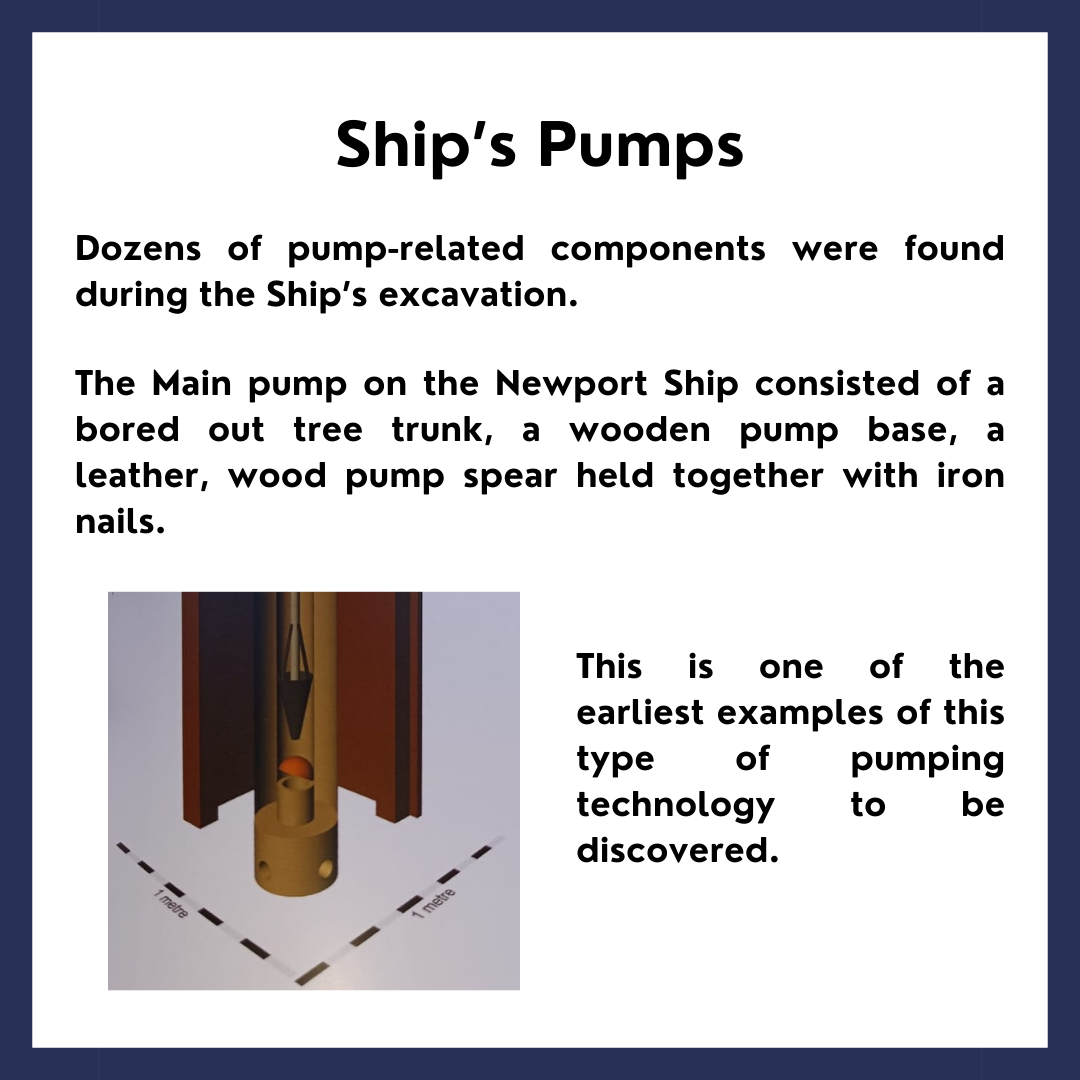 Ship's Pumps
Dozens of pump-related components were found
during the Ship's excavation.
The Main pump on the Newport Ship consisted of a
bored out tree trunk, a wooden pump base, a
leather, wood pump spear held together with iron
nails.
This is one of the
earliest examples of this
type of pumping
technology to be
discovered.
1 metre
1 metre